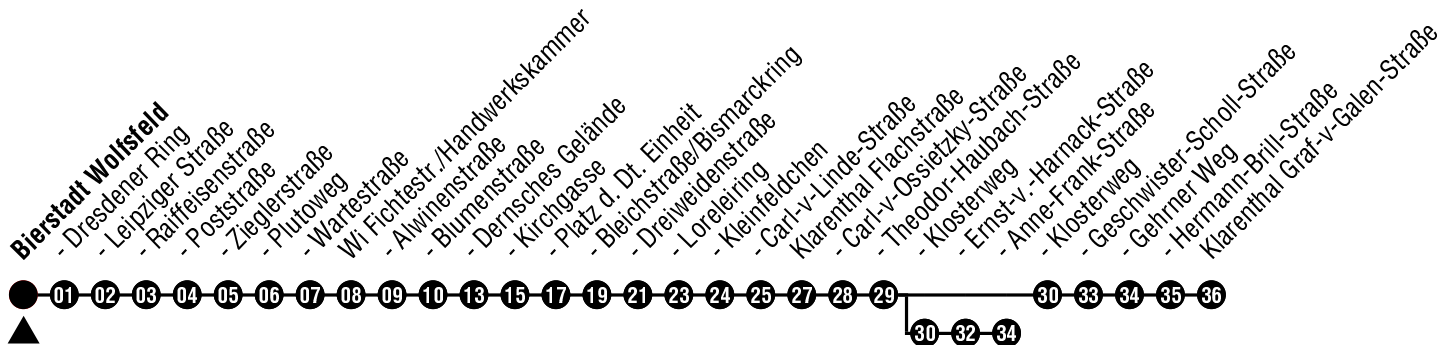 Bierstadt Wolfsfeld
- Dresdener Ring
- Leipziger Straße
- Raiffeisenstraße
- Poststraße
- Zieglerstraße
- Plutoweg
- Wartestraße
Wi Fichtestr./Handwerkskammer
- Alwinenstraße
- Blumenstraße
- Dernsches Gelände
- Kirchgasse
- Platz d. Dt. Einheit
- Bleichstraße/Bismarckring
- Dreiweidenstraße
- Loreleiring
- Kleinfeldchen
- Carl-v-Linde-Straße
Klarenthal Flachstraße
- Carl-v-Ossietzky-Straße
- Theodor-Haubach-Straße
- Klosterweg
- Ernst-v.-Harnack-Straße
- Anne-Frank-Straße
- Klosterweg
- Geschwister-Scholl-Straße
- Gehrner Weg
- Hermann-Brill-Straße
Klarenthal Graf-v-Galen-Straße
01 02 03 04 05 06 07 08 09 10 13 15 17 19 21 23 24 25 27 28 29 30 33 34 35 36
30 32 34